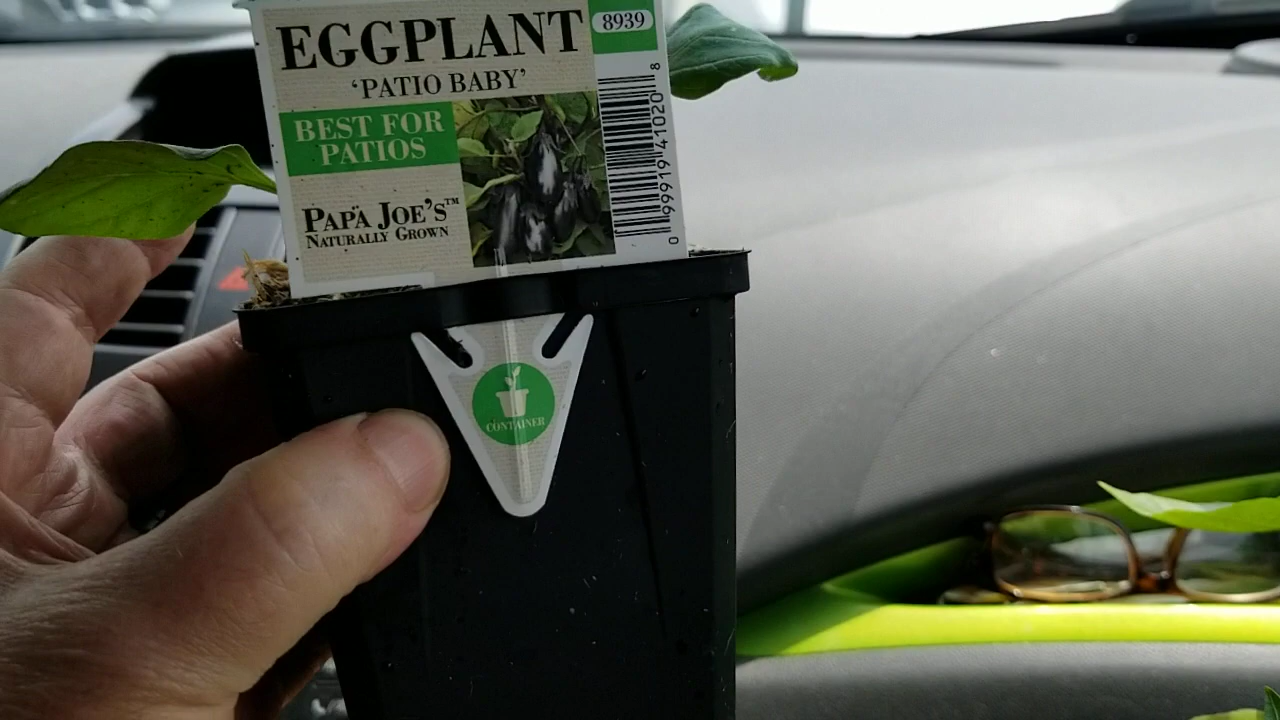 EGGPLANT
8939
'PATIO BABY'
BEST FOR
PATIOS
PAPA JOE'S™
NATURALLY GROWN
0 99919 41020 8
CONTAINER